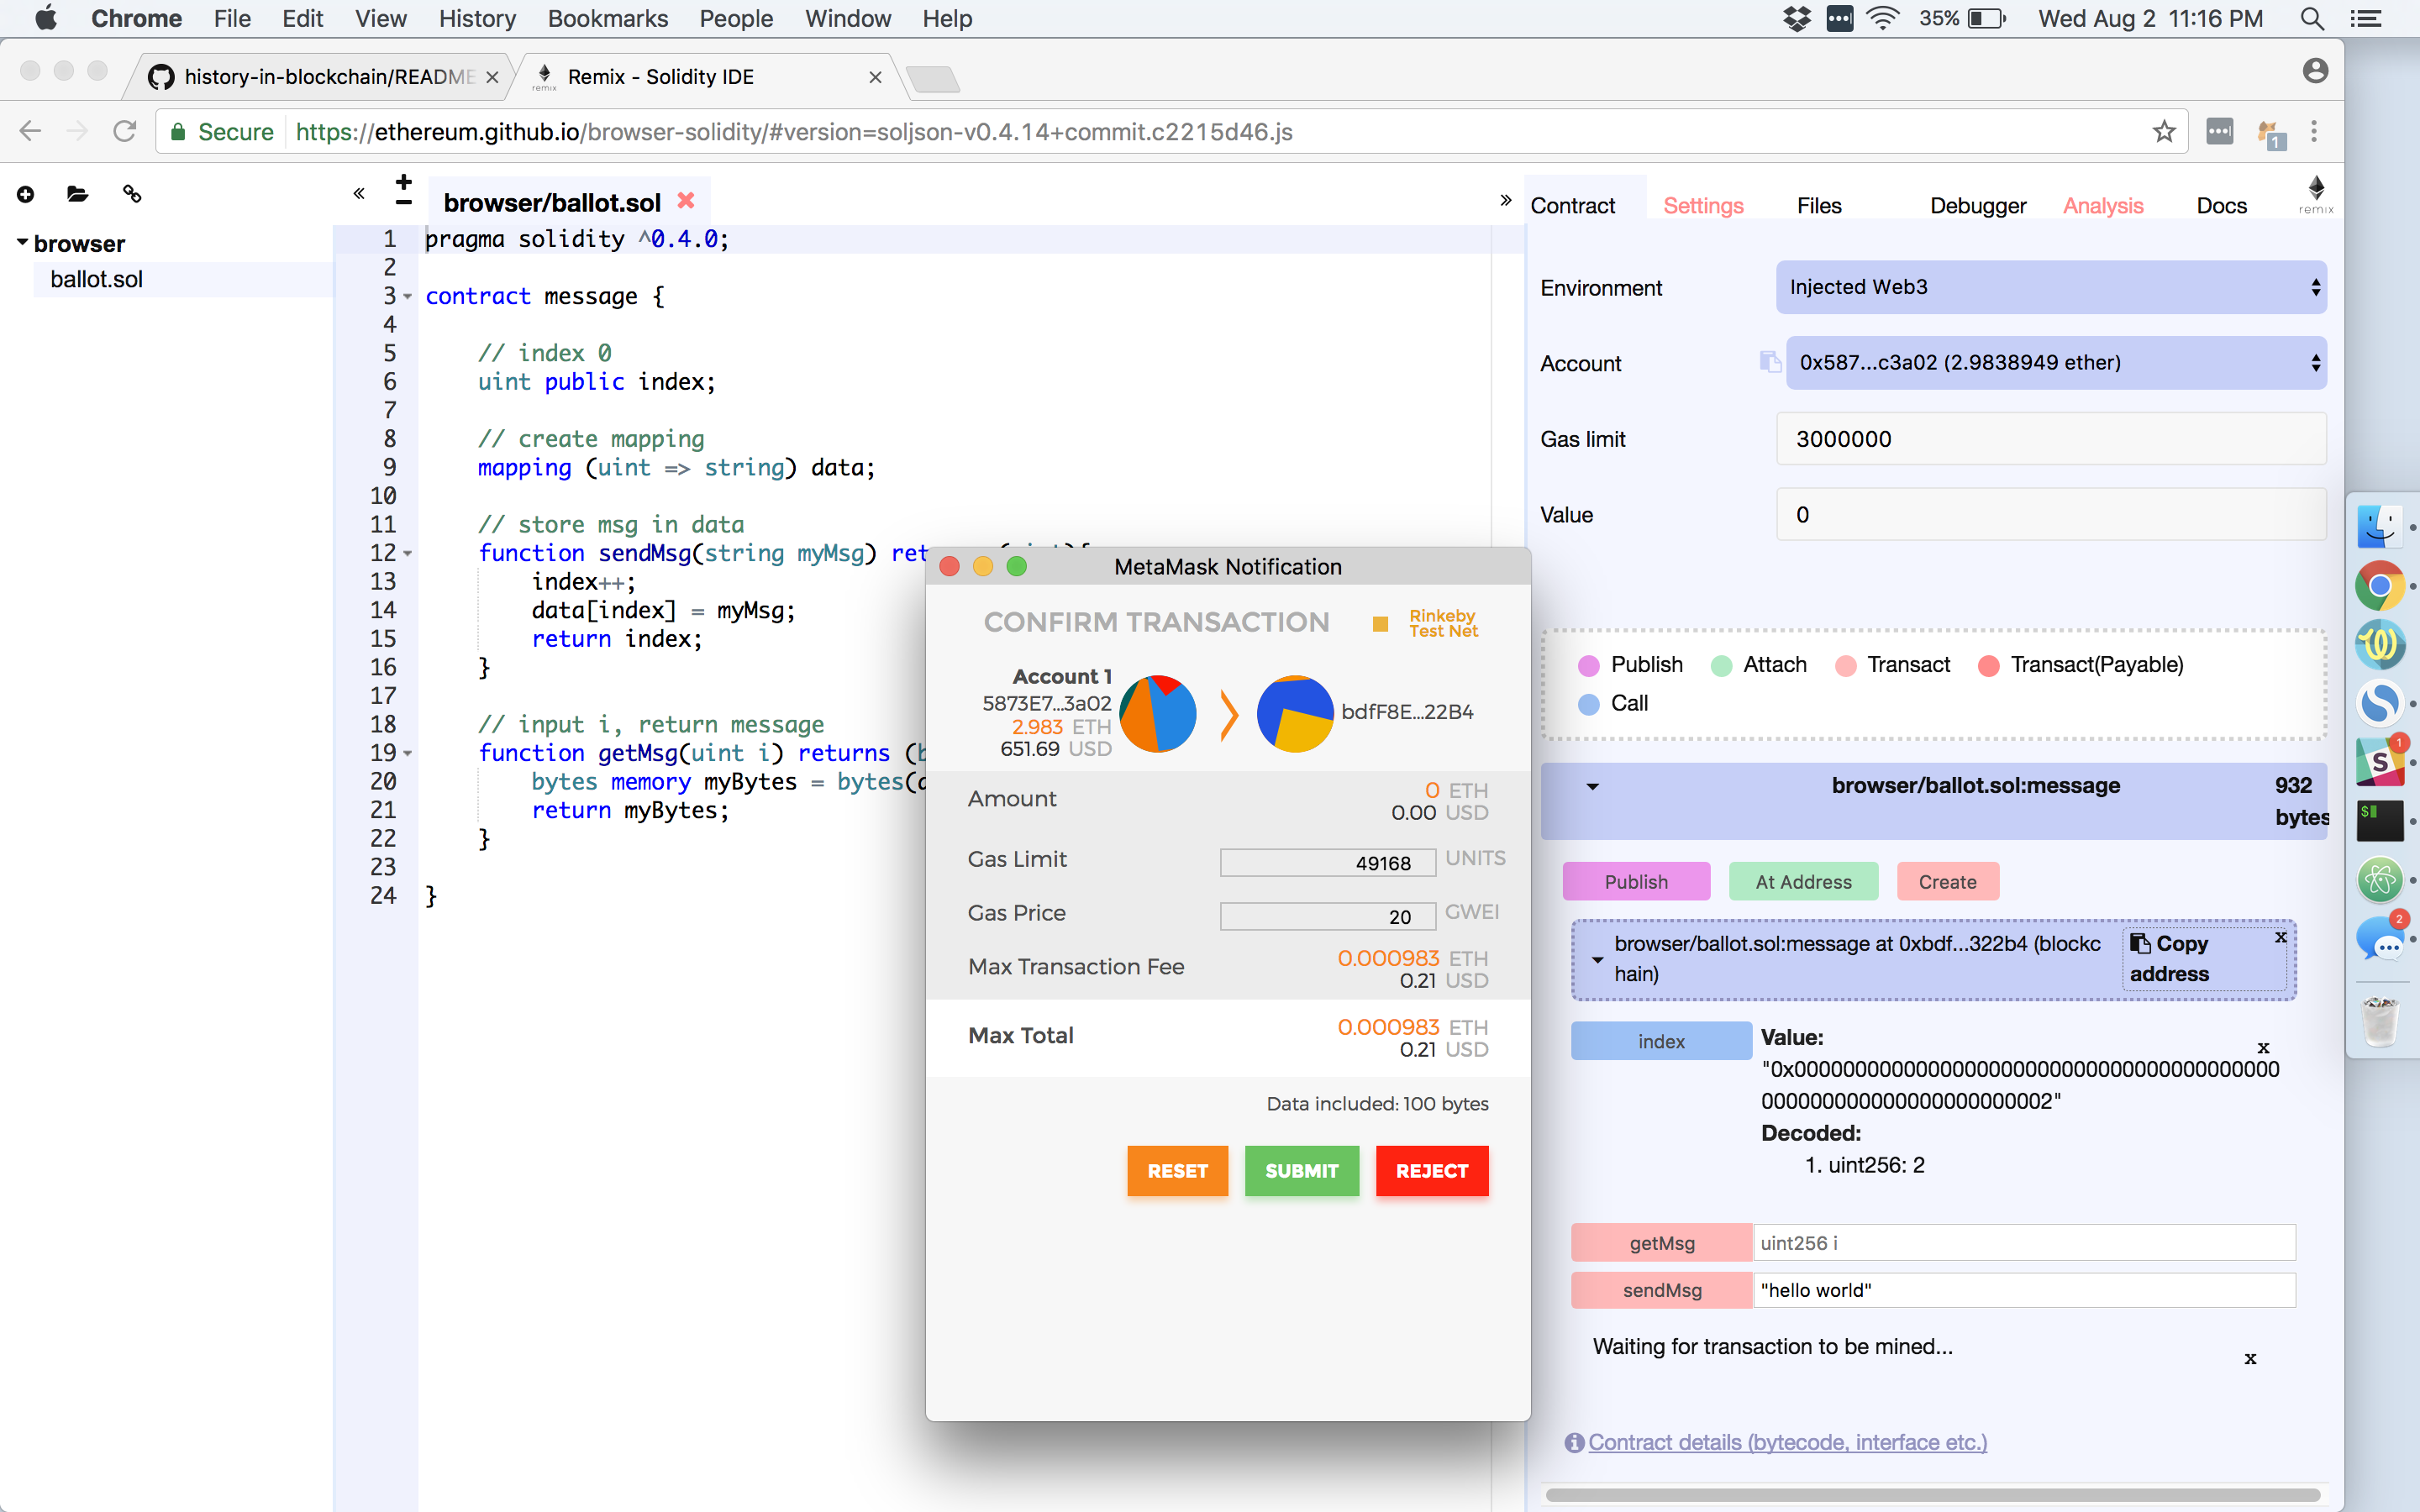 Chrome File Edit View History Bookmarks People Window Help 35% Wed Aug 2 11:16 PM
history-in-blockchain/README
remix Remix - Solidity IDE
Secure https://ethereum.github.io/browser-solidity/#version=soljson-v0.4.14+commit.c2215d46.js
1
browser
ballot.sol
browser/ballot.sol
1 pragma solidity ^0.4.0;
2
3 contract message {
4
5 // index 0
6 uint public index;
7
8 // create mapping
9 mapping (uint => string) data;
10
11 // store msg in data
12 function sendMsg(string myMsg)
13 index++;
14 data[index] = myMsg;
15 return index;
16 }
17
18 // input i, return message
19 function getMsg(uint i) returns (
20 bytes memory myBytes = bytes(
21 return myBytes;
22 }
23
24 }
MetaMask Notification
CONFIRM TRANSACTION
Rinkeby
Test Net
Account 1
5873E7...3a02
2.983 ETH
651.69 USD
bdfF8E...22B4
Amount 0 ETH
0.00 USD
Gas Limit 49168 UNITS
Gas Price 20 GWEI
Max Transaction Fee 0.000983 ETH
0.21 USD
Max Total 0.000983 ETH
0.21 USD
Data included: 100 bytes
RESET SUBMIT REJECT
Contract Settings Files Debugger Analysis Docs remix
Environment Injected Web3
Account 0x587...c3a02 (2.9838949 ether)
Gas limit 3000000
Value 0
Publish Attach Transact Transact(Payable)
Call
browser/ballot.sol:message 932
bytes
Publish At Address Create
browser/ballot.sol:message at 0xbdf...322b4 (blockc
hain)
Copy
address
x
index
Value:
x
"0x0000000000000000000000000000000000000000
000000000000000000000002"
Decoded:
1. uint256: 2
getMsg uint256 i
sendMsg "hello world"
Waiting for transaction to be mined...
x
Contract details (bytecode, interface etc.)
S
1
$
2